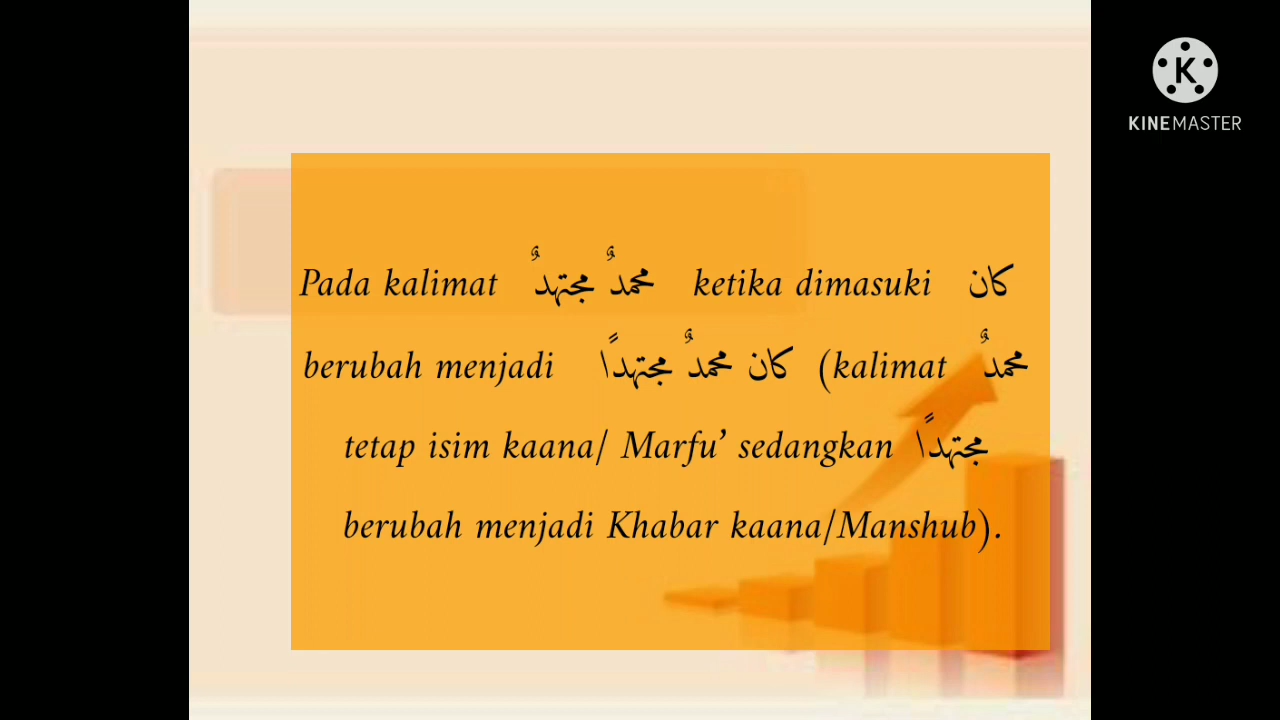 Pada kalimat محمدٌ مجتهدٌ ketika dimasuki كان
berubah menjadi كان محمدٌ مجتهدًا (kalimat محمدٌ
tetap isim kaana/ Marfu’ sedangkan مجتهدًا
berubah menjadi Khabar kaana/Manshub).
K
KINEMASTER